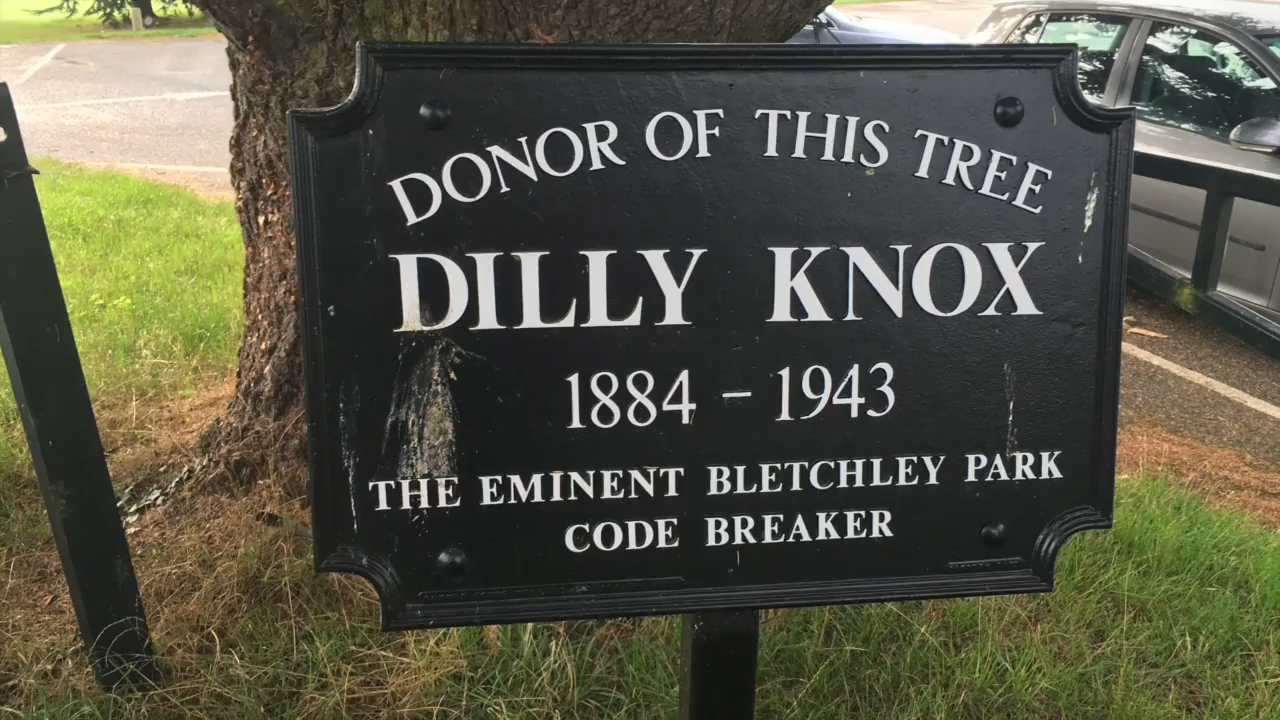 DONOR OF THIS TREE
DILLY KNOX
1884 - 1943
THE EMINENT BLETCHLEY PARK
CODE BREAKER